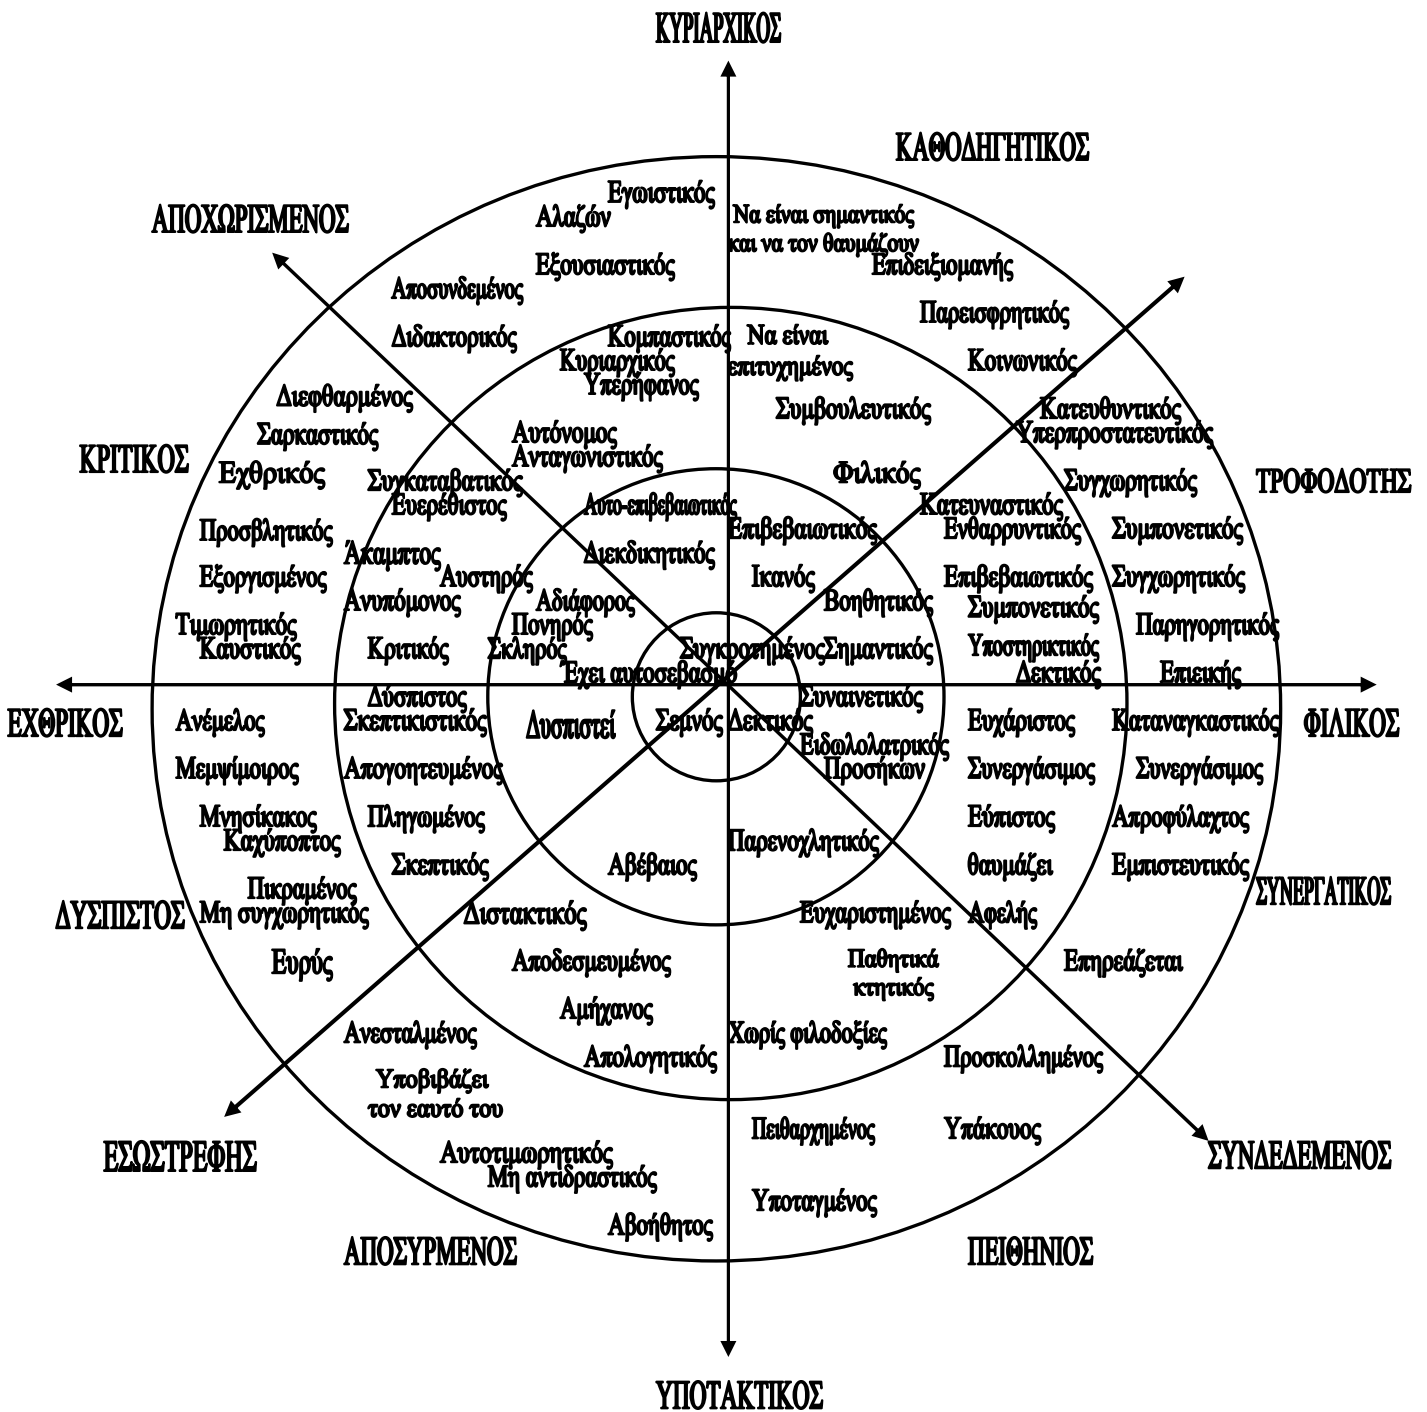 ΚΥΡΙΑΡΧΙΚΟΣ
ΚΑΘΟΔΗΓΗΤΙΚΟΣ
ΑΠΟΧΩΡΙΣΜΕΝΟΣ
Εγωιστικός
Αλαζών
Να είναι σημαντικός
και να τον θαυμάζουν
Εξουσιαστικός
Επιδειξιομανής
Αποσυνδεμένος
Παρεισφρητικός
Διδακτορικός
Κομπαστικός
Να είναι
επιτυχημένος
Κυριαρχικός
Κοινωνικός
Υπερήφανος
Διεφθαρμένος
Συμβουλευτικός
Κατευθυντικός
Σαρκαστικός
Αυτόνομος
Υπερπροστατευτικός
ΚΡΙΤΙΚΟΣ
Ανταγωνιστικός
Εχθρικός
Φιλικός
Συγκαταβατικός
Συγχωρητικός
ΤΡΟΦΟΔΟΤΗΣ
Ευερέθιστος
Αυτο-επιβεβαιωτικός
Κατευναστικός
Προσβλητικός
Επιβεβαιωτικός
Ενθαρρυντικός
Συμπονετικός
Άκαμπτος
Διεκδικητικός
Εξοργισμένος
Αυστηρός
Ικανός
Επιβεβαιωτικός
Συγχωρητικός
Ανυπόμονος
Αδιάφορος
Βοηθητικός
Συμπονετικός
Τιμωρητικός
Πονηρός
Παρηγορητικός
Καυστικός
Κριτικός
Σκληρός
Συγκροτημένος
Σημαντικός
Υποστηρικτικός
Έχει αυτοσεβασμό
Δεκτικός
Επιεικής
ΕΧΘΡΙΚΟΣ
Δύσπιστος
Συναινετικός
ΦΙΛΙΚΟΣ
Ανέμελος
Σκεπτικιστικός
Δυσπιστεί
Σεμνός
Δεκτικός
Ευχάριστος
Καταναγκαστικός
Ειδωλολατρικός
Μεμψίμοιρος
Απογοητευμένος
Προσήκων
Συνεργάσιμος
Συνεργάσιμος
Μνησίκακος
Πληγωμένος
Εύπιστος
Απροφύλαχτος
Καχύποπτος
Παρενοχλητικός
Σκεπτικός
Αβέβαιος
θαυμάζει
Εμπιστευτικός
Πικραμένος
ΣΥΝΕΡΓΑΤΙΚΟΣ
ΔΥΣΠΙΣΤΟΣ
Μη συγχωρητικός
Διστακτικός
Ευχαριστημένος
Αφελής
Ευρύς
Αποδεσμευμένος
Παθητικά
κτητικός
Επηρεάζεται
Αμήχανος
Ανεσταλμένος
Χωρίς φιλοδοξίες
Απολογητικός
Προσκολλημένος
Υποβιβάζει
τον εαυτό του
Πειθαρχημένος
Υπάκουος
ΕΣΩΣΤΡΕΦΗΣ
Αυτοτιμωρητικός
ΣΥΝΔΕΔΕΜΕΝΟΣ
Μη αντιδραστικός
Υποταγμένος
Αβοήθητος
ΑΠΟΣΥΡΜΕΝΟΣ
ΠΕΙΘΗΝΙΟΣ
ΥΠΟΤΑΚΤΙΚΟΣ